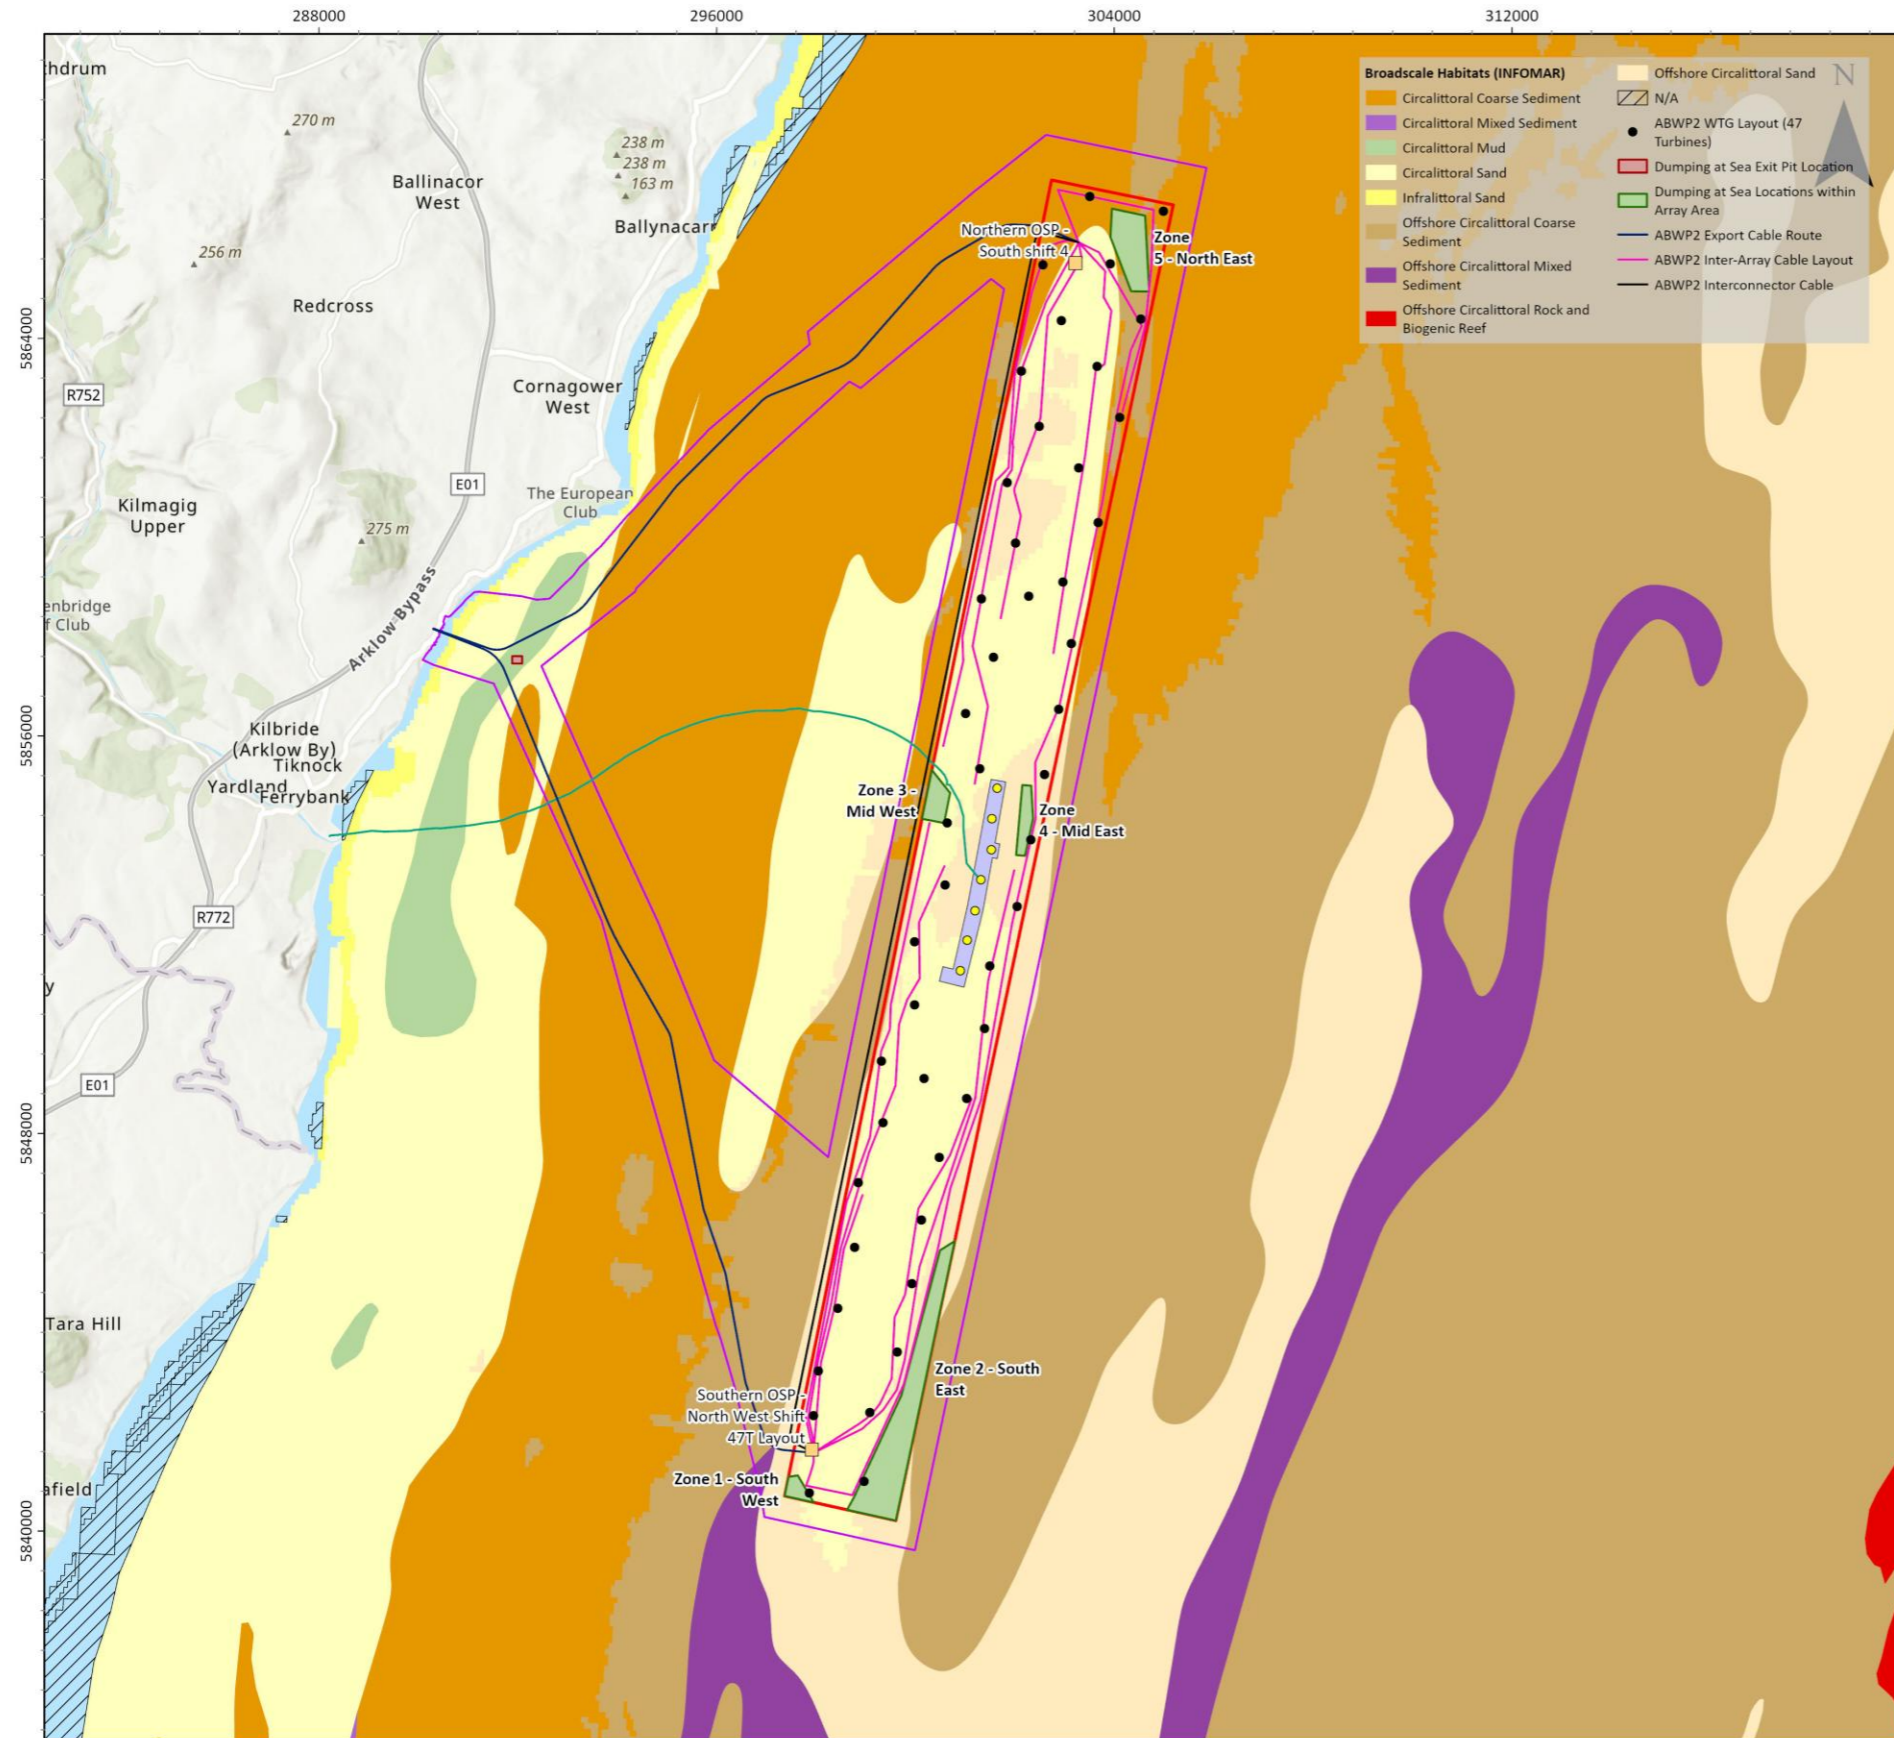 288000
296000
304000
312000
5864000
5856000
5848000
5840000
hdrum
270 m
238 m
238 m
163 m
Ballinacor
West
Ballynacarr
256 m
Redcross
R752
Cornagower
West
E01
The European
Club
Kilmagig
Upper
275 m
enbridge
f Club
Arklow Bypass
Kilbride
(Arklow By)
Tiknock
Yardland
Ferrybank
R772
y
E01
Tara Hill
afield
Northern OSP -
South shift 4
Zone
5 - North East
Zone 3 -
Mid West
Zone
4 - Mid East
Zone 2 - South
East
Southern OSP -
North West Shift
47T Layout
Zone 1 - South
West
Broadscale Habitats (INFOMAR)
Circalittoral Coarse Sediment
Circalittoral Mixed Sediment
Circalittoral Mud
Circalittoral Sand
Infralittoral Sand
Offshore Circalittoral Coarse
Sediment
Offshore Circalittoral Mixed
Sediment
Offshore Circalittoral Rock and
Biogenic Reef
Offshore Circalittoral Sand
N/A
ABWP2 WTG Layout (47
Turbines)
Dumping at Sea Exit Pit Location
Dumping at Sea Locations within
Array Area
ABWP2 Export Cable Route
ABWP2 Inter-Array Cable Layout
ABWP2 Interconnector Cable
N